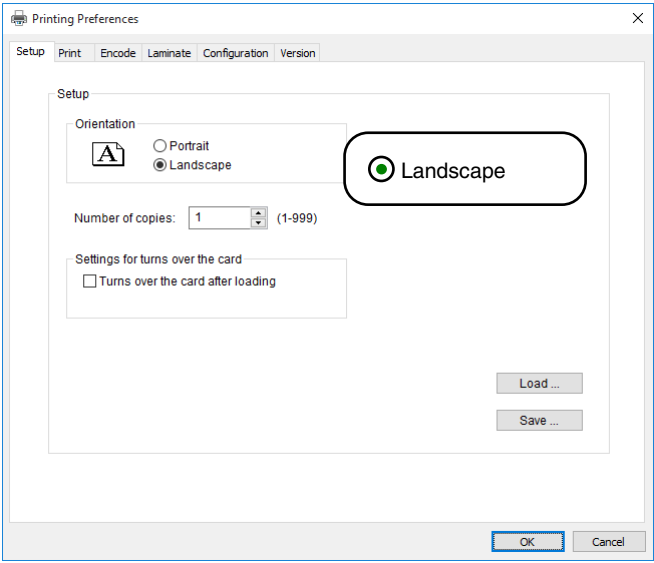 Printing Preferences
Setup Print Encode Laminate Configuration Version
Setup
Orientation
A
Portrait
Landscape
Landscape
Number of copies: 1 (1-999)
Settings for turns over the card
Turns over the card after loading
Load ...
Save ...
OK Cancel